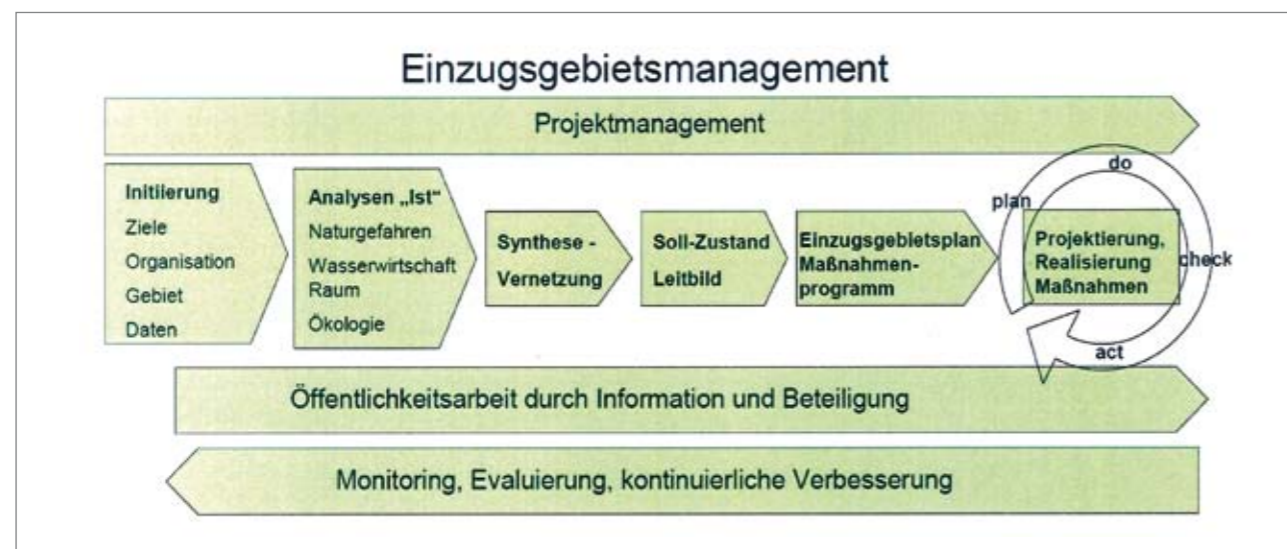 Einzugsgebietsmanagement
Projektmanagement
Initiierung
Ziele
Organisation
Gebiet
Daten
Analysen „Ist“
Naturgefahren
Wasserwirtschaft
Raum
Ökologie
Synthese -
Vernetzung
Soll-Zustand
Leitbild
Einzugsgebietsplan
Maßnahmen-
programm
Projektierung,
Realisierung
Maßnahmen
plan
do
check
act
Öffentlichkeitsarbeit durch Information und Beteiligung
Monitoring, Evaluierung, kontinuierliche Verbesserung